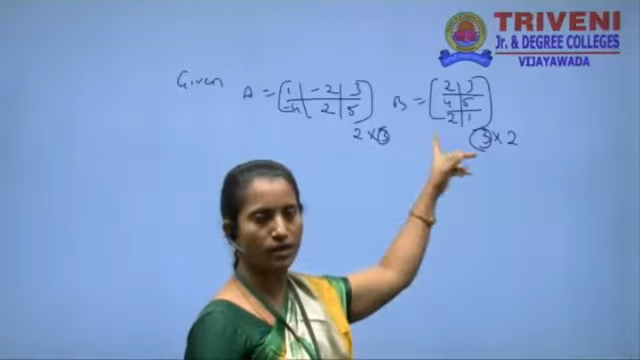 TRIVENI
Jr. & DEGREE COLLEGES
VIJAYAWADA
Given A = ( 1 | -2 | 3 B = ( 2 | 3
-4 | 2 | 5 ) 4 | 5
2 | 1 )
2×3 3×2